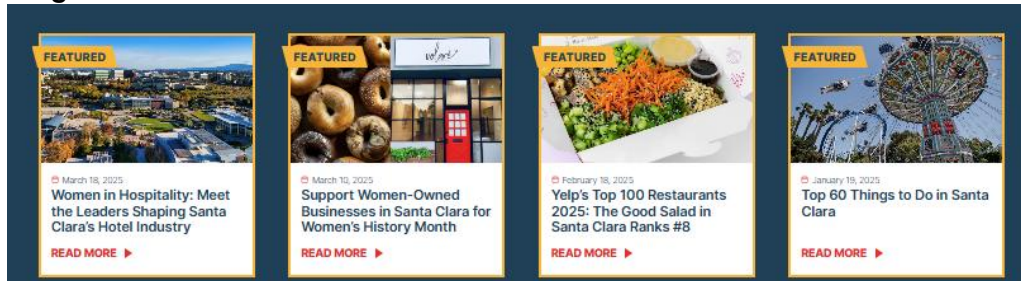 FEATURED
March 18, 2025
Women in Hospitality: Meet
the Leaders Shaping Santa
Clara's Hotel Industry
READ MORE
FEATURED
March 10, 2025
Support Women-Owned
Businesses in Santa Clara for
Women's History Month
READ MORE
FEATURED
February 18, 2025
Yelp's Top 100 Restaurants
2025: The Good Salad in
Santa Clara Ranks #8
READ MORE
FEATURED
January 19, 2025
Top 60 Things to Do in Santa
Clara
READ MORE